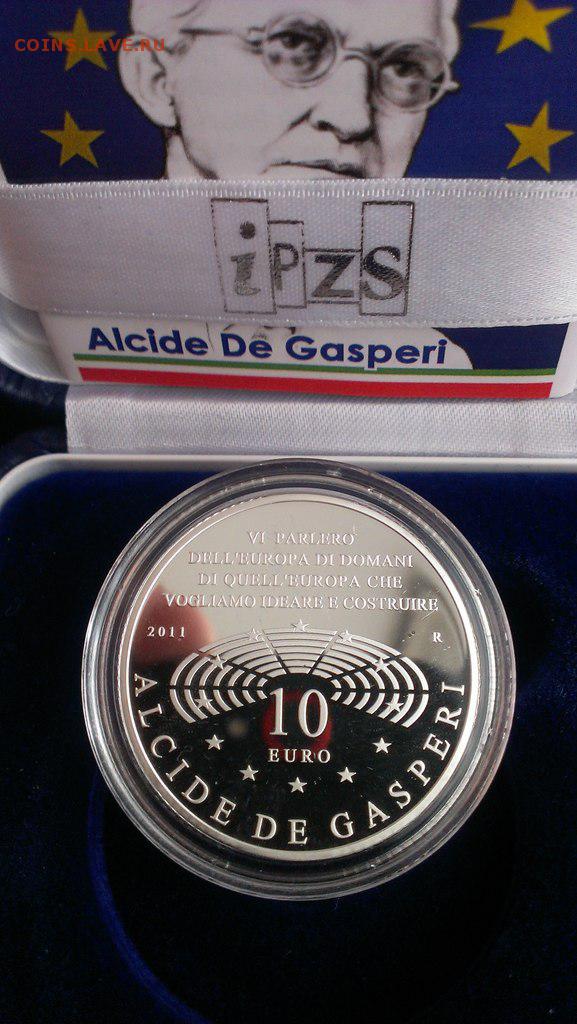 COINS.LAVE.RU
iPZS
Alcide De Gasperi
VI PARLERO'
DELL'EUROPA DI DOMANI
DI QUELL'EUROPA CHE
VOGLIAMO IDEARE E COSTRUIRE
2011 R
10
EURO
ALCIDE DE GASPERI